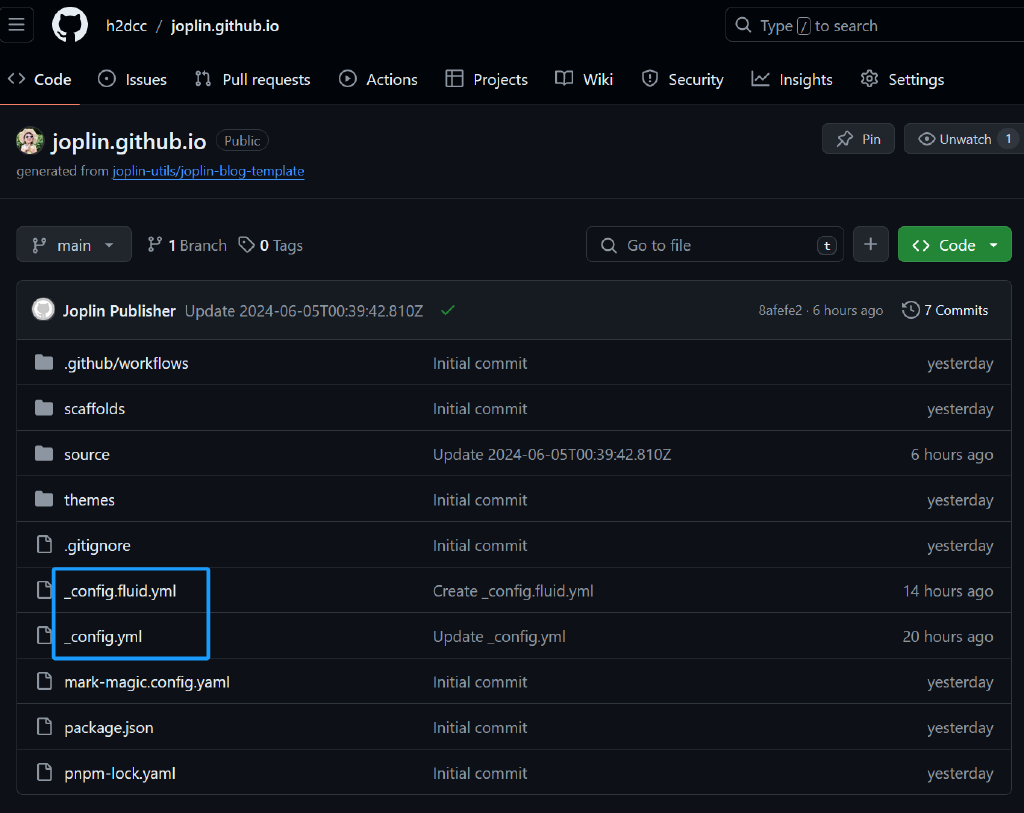 h2dcc / joplin.github.io
Type / to search
Code Issues Pull requests Actions Projects Wiki Security Insights Settings
joplin.github.io Public
Pin
Unwatch 1
generated from joplin-utils/joplin-blog-template
main 1 Branch 0 Tags
Go to file t
Code
Joplin Publisher Update 2024-06-05T00:39:42.810Z 8afefe2 · 6 hours ago 7 Commits
.github/workflows Initial commit yesterday
scaffolds Initial commit yesterday
source Update 2024-06-05T00:39:42.810Z 6 hours ago
themes Initial commit yesterday
.gitignore Initial commit yesterday
_config.fluid.yml Create _config.fluid.yml 14 hours ago
_config.yml Update _config.yml 20 hours ago
mark-magic.config.yaml Initial commit yesterday
package.json Initial commit yesterday
pnpm-lock.yaml Initial commit yesterday